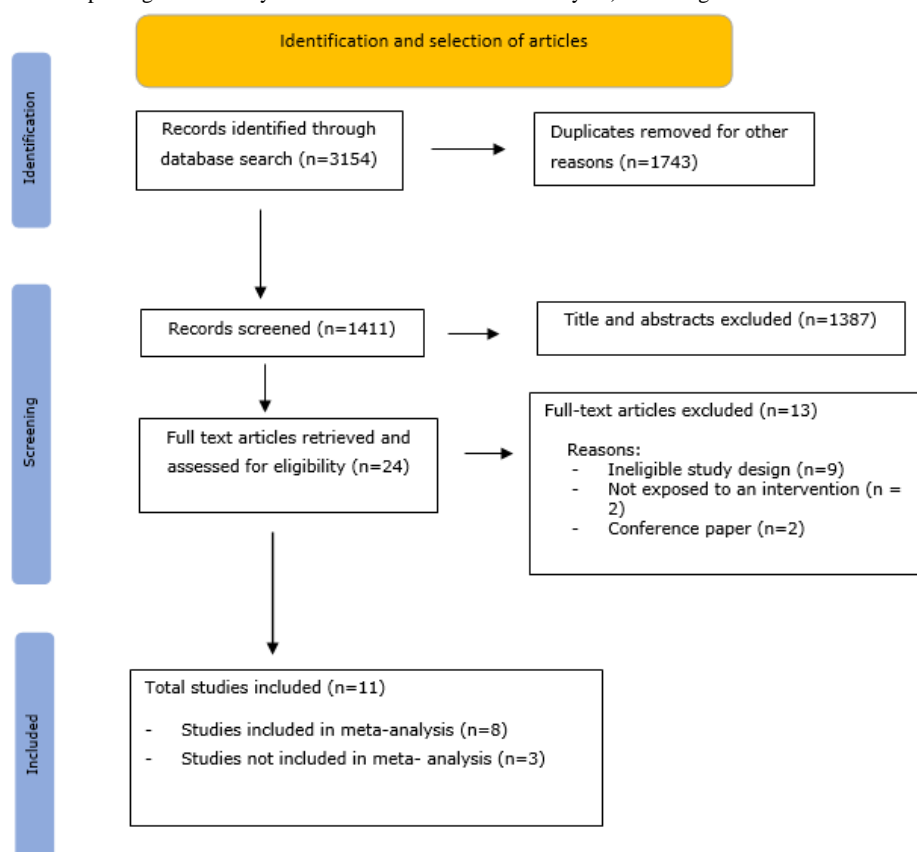 Identification and selection of articles
Identification
Records identified through
database search (n=3154)
Duplicates removed for other
reasons (n=1743)
Screening
Records screened (n=1411)
Title and abstracts excluded (n=1387)
Full text articles retrieved and
assessed for eligibility (n=24)
Full-text articles excluded (n=13)
Reasons:
- Ineligible study design (n=9)
- Not exposed to an intervention (n =
2)
- Conference paper (n=2)
Included
Total studies included (n=11)
- Studies included in meta-analysis (n=8)
- Studies not included in meta- analysis (n=3)